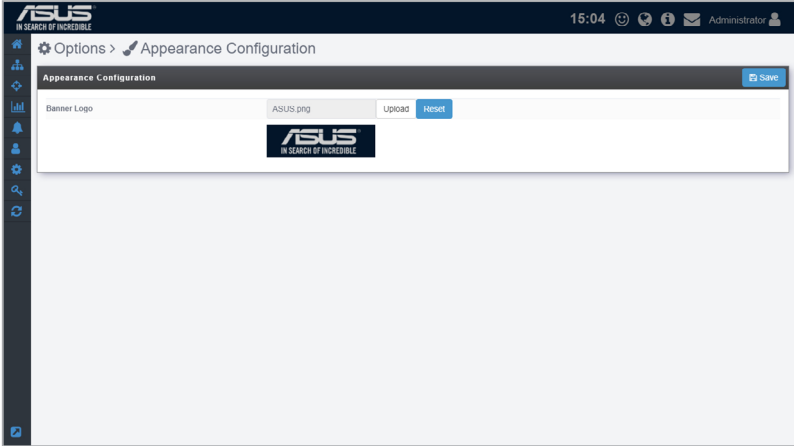 ASUS
IN SEARCH OF INCREDIBLE
15:04
Administrator
Options > Appearance Configuration
Appearance Configuration
Save
Banner Logo
ASUS.png
Upload
Reset
ASUS
IN SEARCH OF INCREDIBLE